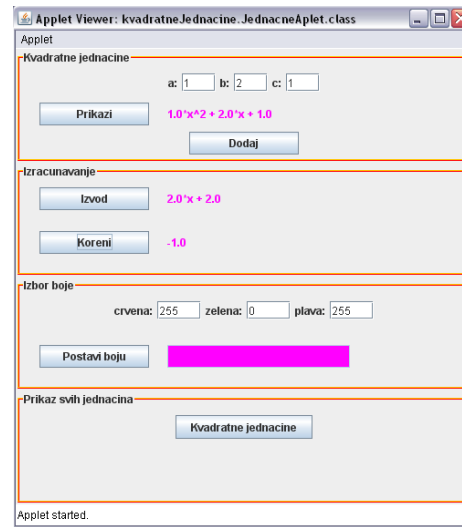 Applet Viewer: kvadratneJednacine.JednacneAplet.class
Applet
Kvadratne jednacine
a: 1 b: 2 c: 1
Prikazi 1.0*x^2 + 2.0*x + 1.0
Dodaj
Izracunavanje
Izvod 2.0*x + 2.0
Koreni -1.0
Izbor boje
crvena: 255 zelena: 0 plava: 255
Postavi boju
Prikaz svih jednacina
Kvadratne jednacine
Applet started.